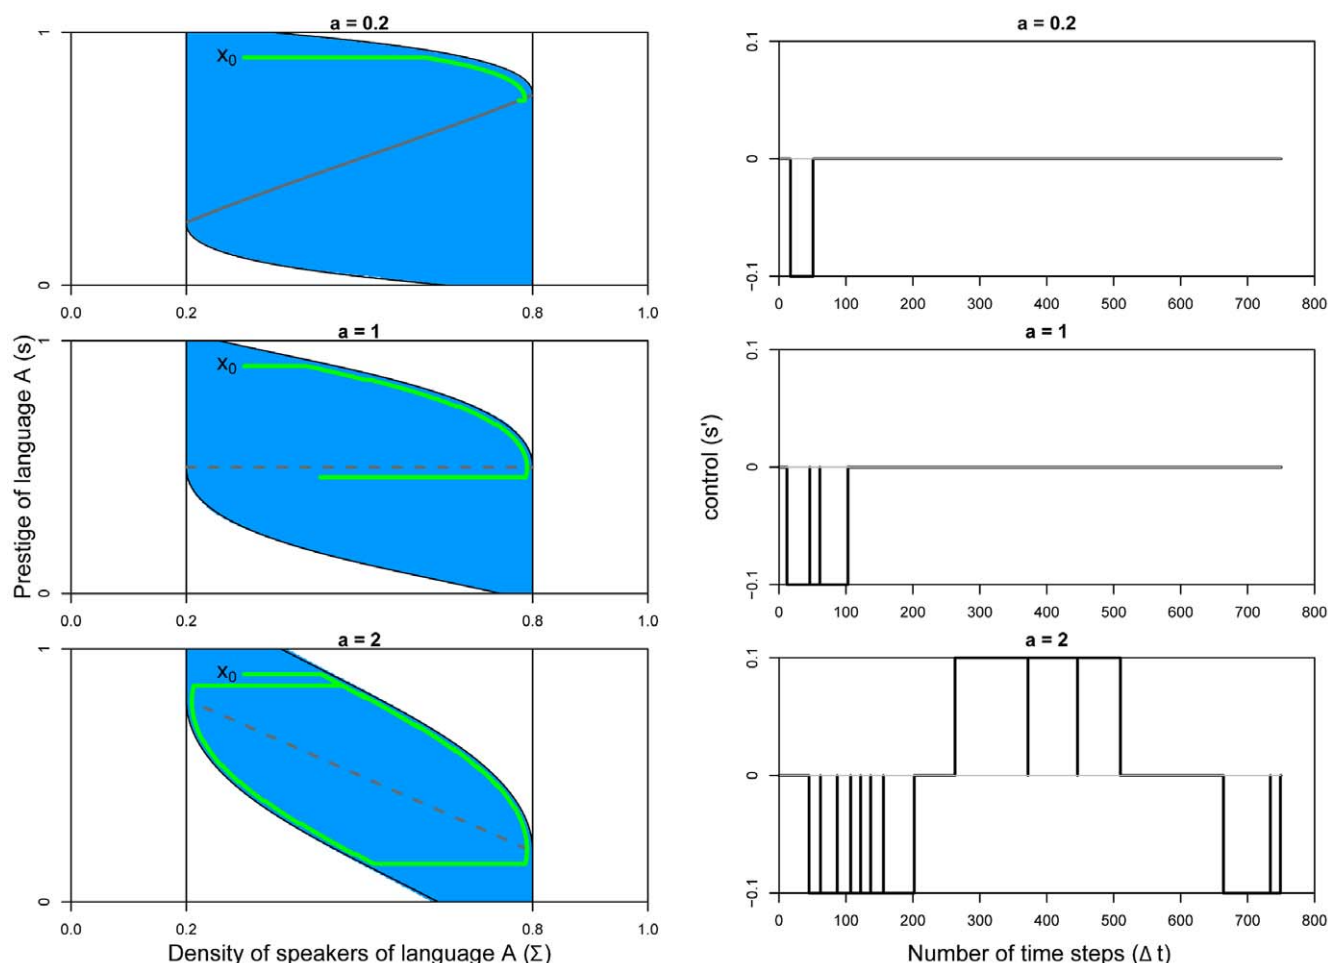 a = 0.2
1
x₀
0
0.0 0.2 0.8 1.0
a = 1
1
x₀
0
0.0 0.2 0.8 1.0
a = 2
1
x₀
0
0.0 0.2 0.8 1.0
Prestige of language A (s)
Density of speakers of language A (Σ)
a = 0.2
0.1
0
−0.1
0 100 200 300 400 500 600 700 800
a = 1
0.1
0
−0.1
0 100 200 300 400 500 600 700 800
a = 2
0.1
0
−0.1
0 100 200 300 400 500 600 700 800
control (s')
Number of time steps (Δ t)